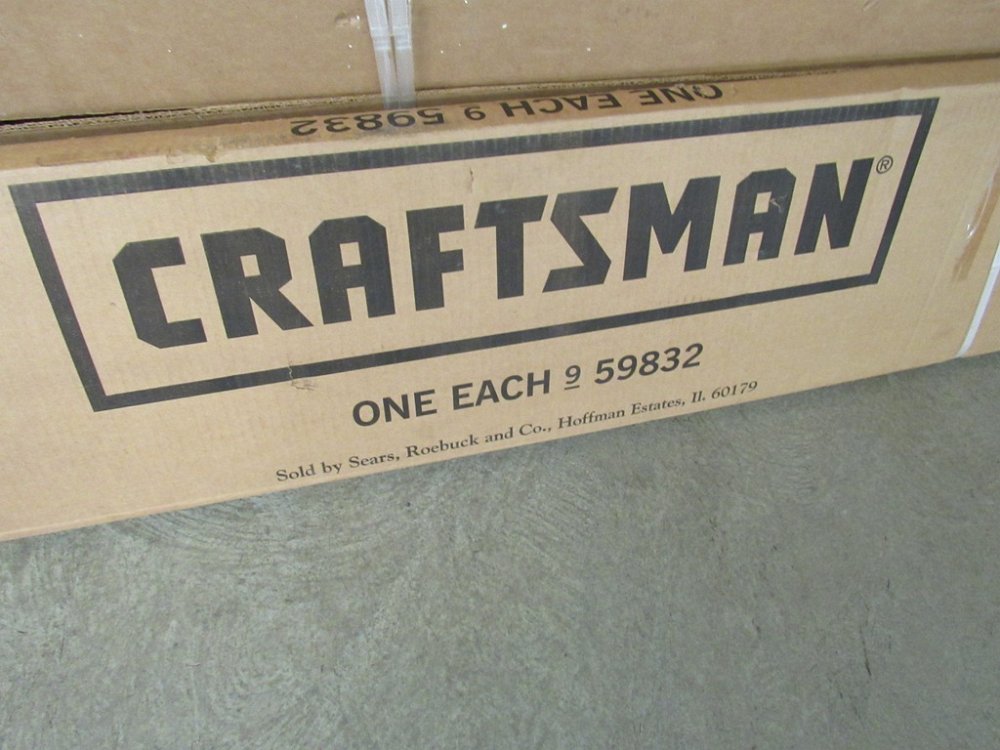 ONE EACH 9 59832
CRAFTSMAN®
ONE EACH 9 59832
Sold by Sears, Roebuck and Co., Hoffman Estates, Il. 60179